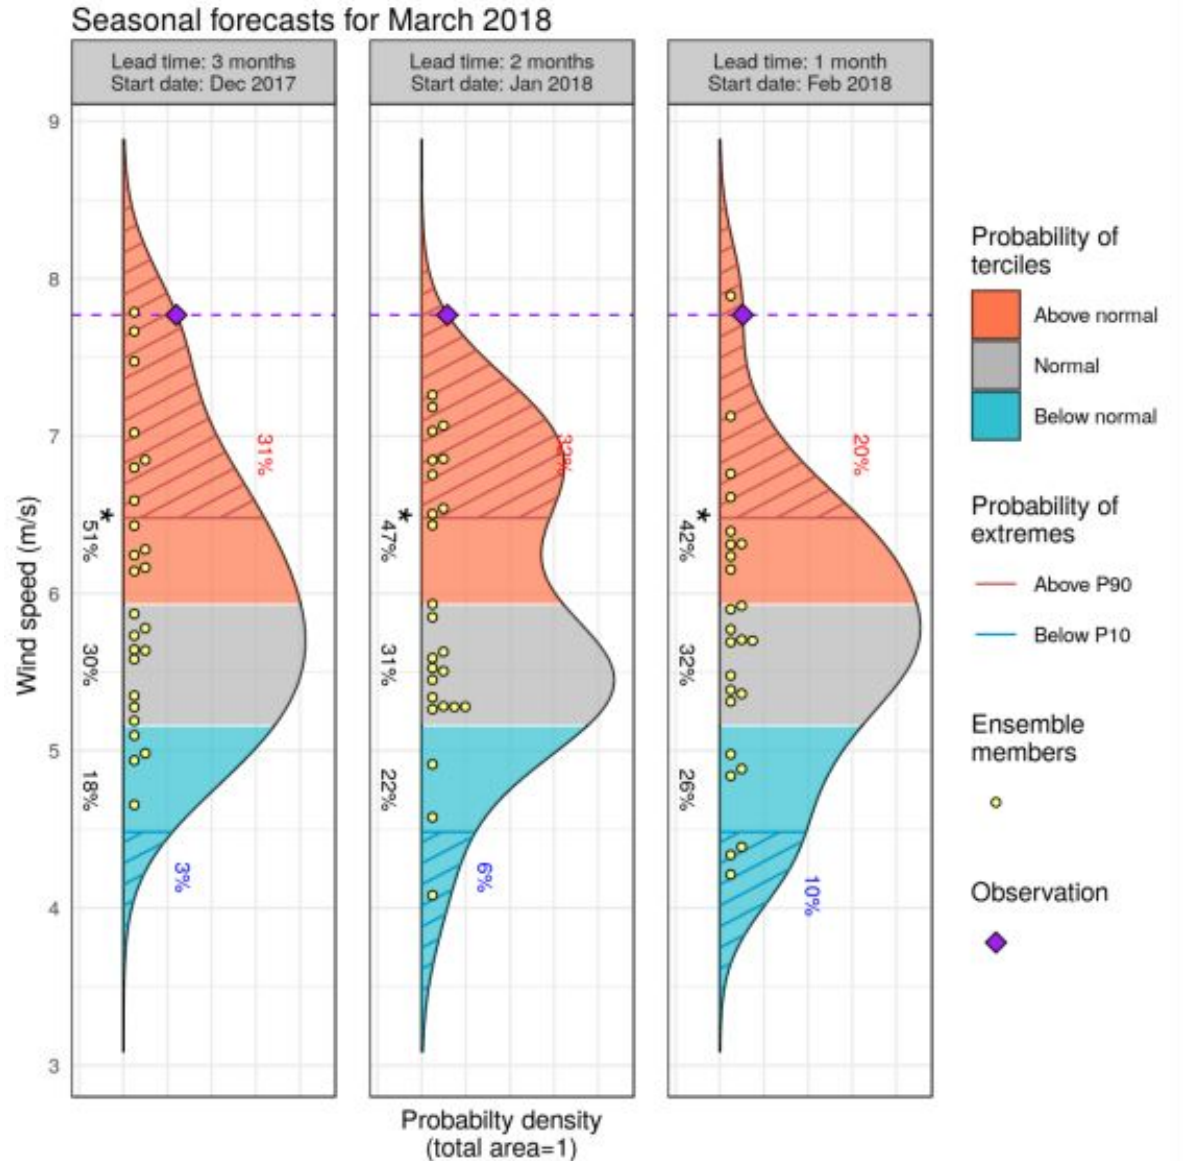 Seasonal forecasts for March 2018
Lead time: 3 months
Start date: Dec 2017
Lead time: 2 months
Start date: Jan 2018
Lead time: 1 month
Start date: Feb 2018
Wind speed (m/s)
9
8
7
6
5
4
3
31%
*
51%
30%
18%
3%
32%
*
47%
31%
22%
6%
20%
*
42%
32%
26%
10%
Probabilty density
(total area=1)
Probability of
terciles
Above normal
Normal
Below normal
Probability of
extremes
Above P90
Below P10
Ensemble
members
Observation